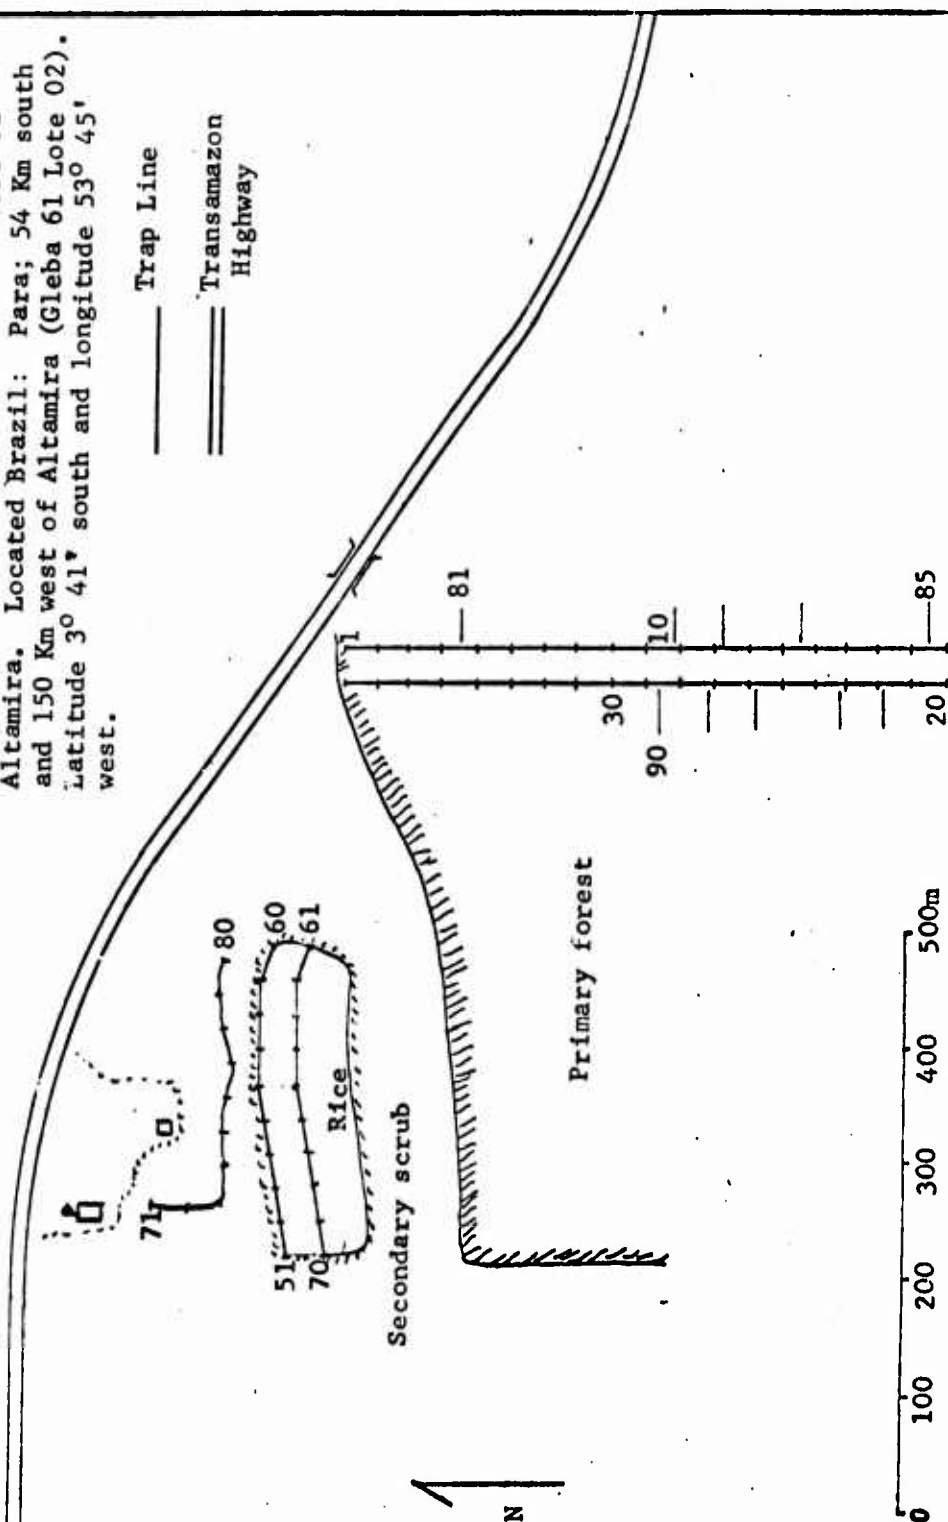 Altamira. Located Brazil: Para; 54 Km south
and 150 Km west of Altamira (Gleba 61 Lote 02).
Latitude 3° 41' south and longitude 53° 45'
west.
Trap Line
Transamazon
Highway
71
80
51
60
70
61
Rice
Secondary scrub
Primary forest
1
81
10
30
90
85
20
N
0 100 200 300 400 500m